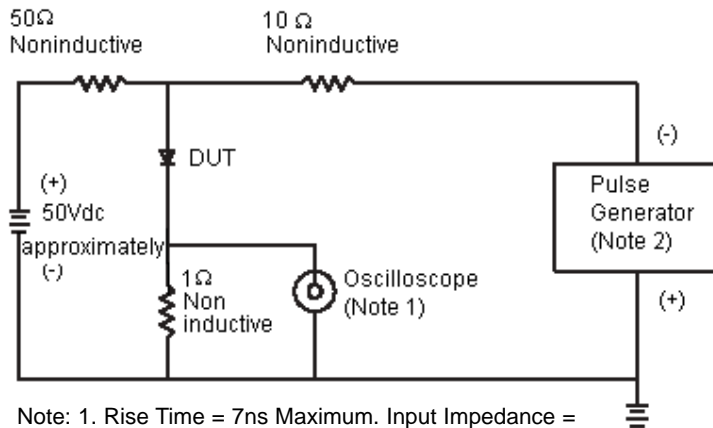 50Ω
Noninductive
10 Ω
Noninductive
DUT
(+)
50Vdc
approximately
(-)
1Ω
Non
inductive
Oscilloscope
(Note 1)
(-)
Pulse
Generator
(Note 2)
(+)
Note: 1. Rise Time = 7ns Maximum. Input Impedance =